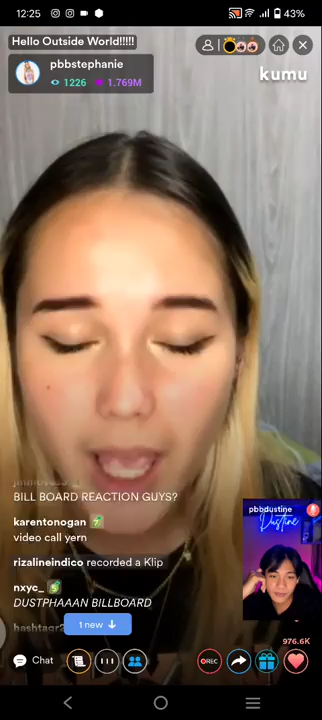 12:25
43%
Hello Outside World!!!!!
pbbstephanie
1226 1.769M
kumu
BILL BOARD REACTION GUYS?
karentonogan 7
video call yern
rizalineindico recorded a Klip
nxyc_
DUSTPHAAAN BILLBOARD
1 new
pbbdustine
Dustine
976.6K
Chat
REC